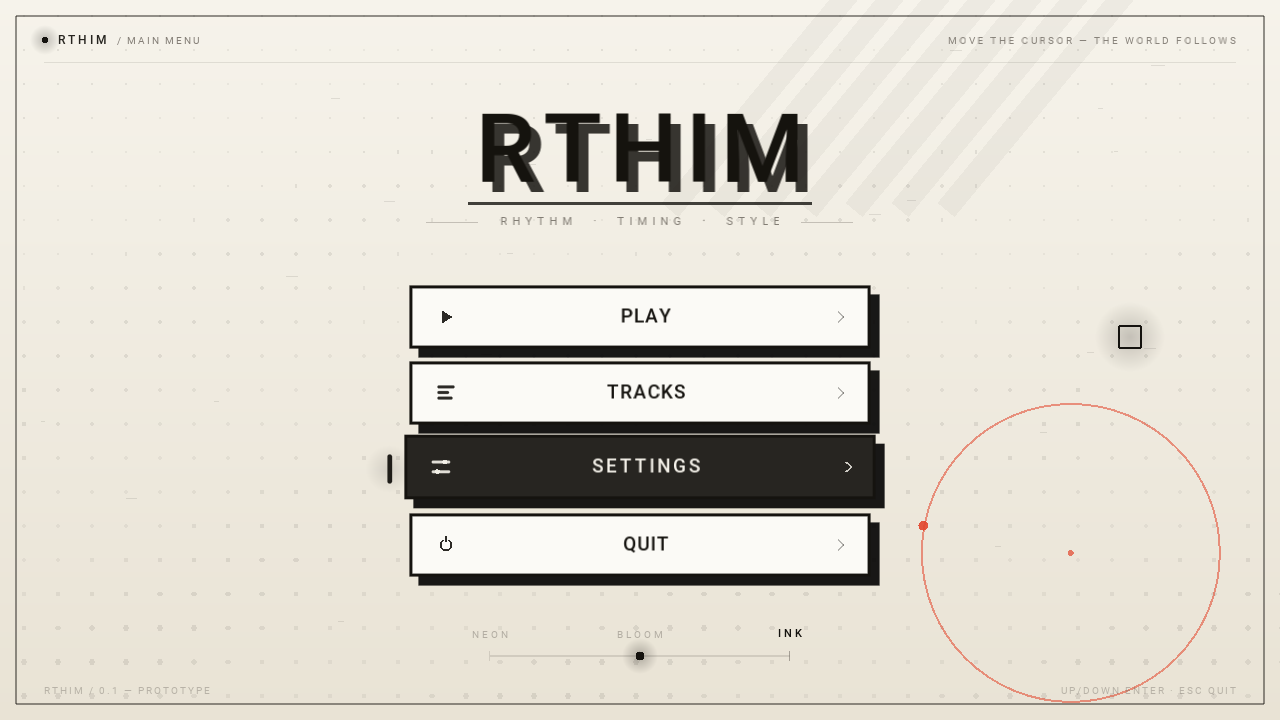 RTHIM / MAIN MENU
MOVE THE CURSOR — THE WORLD FOLLOWS
RTHIM
RHYTHM · TIMING · STYLE
PLAY
TRACKS
SETTINGS
QUIT
NEON BLOOM INK
RTHIM / 0.1 — PROTOTYPE
UP/DOWN ENTER · ESC QUIT